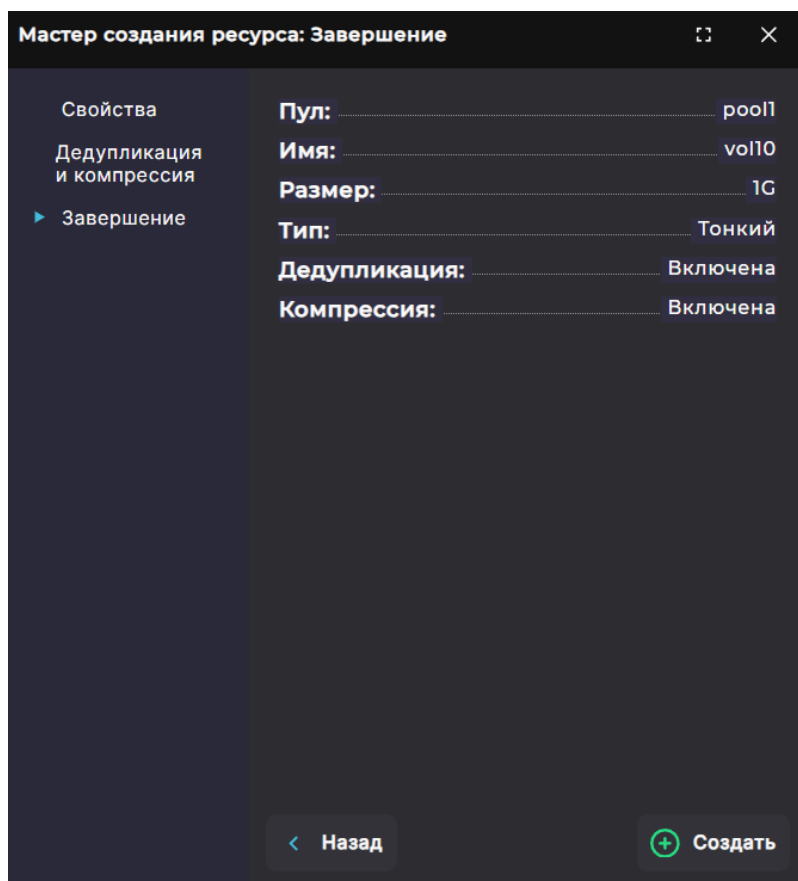 Мастер создания ресурса: Завершение
Свойства
Дедупликация
и компрессия
Завершение
Пул: pool1
Имя: vol10
Размер: 1G
Тип: Тонкий
Дедупликация: Включена
Компрессия: Включена
Назад
Создать